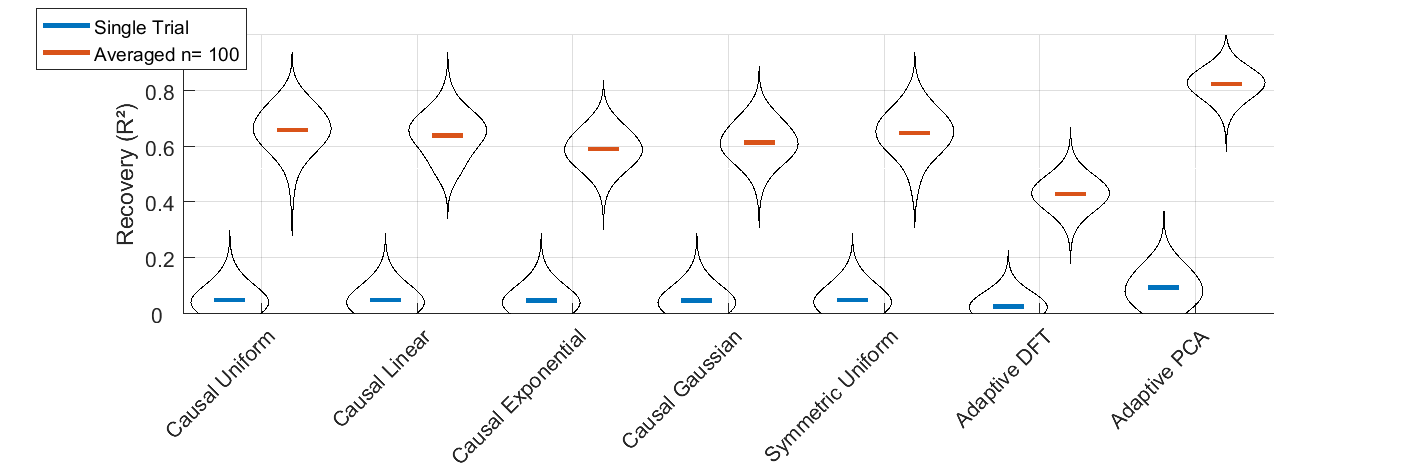 Single Trial
Averaged n= 100
Recovery (R²)
0.8
0.6
0.4
0.2
0
Causal Uniform
Causal Linear
Causal Exponential
Causal Gaussian
Symmetric Uniform
Adaptive DFT
Adaptive PCA